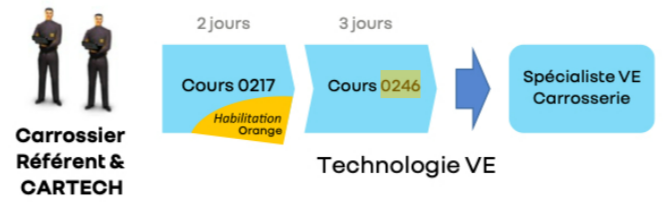 2 jours
3 jours
Cours 0217
Habilitation
Orange
Cours 0246
Spécialiste VE
Carrosserie
Carrossier
Référent &
CARTECH
Technologie VE